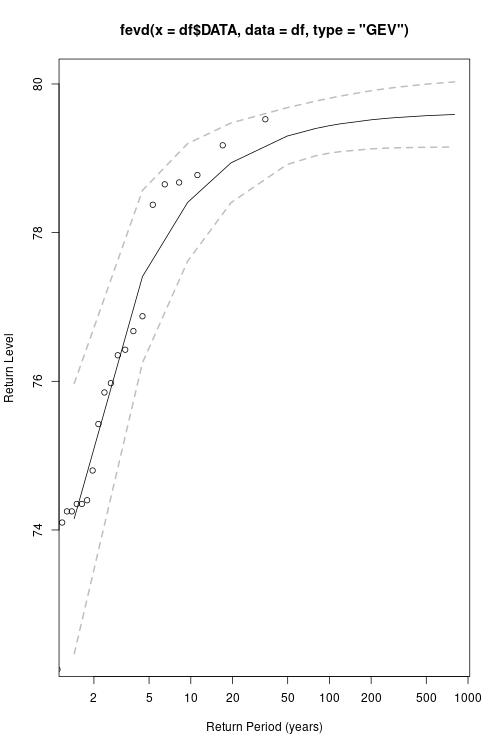 fevd(x = df$DATA, data = df, type = "GEV")
80
78
76
74
Return Level
2 5 10 20 50 100 200 500 1000
Return Period (years)